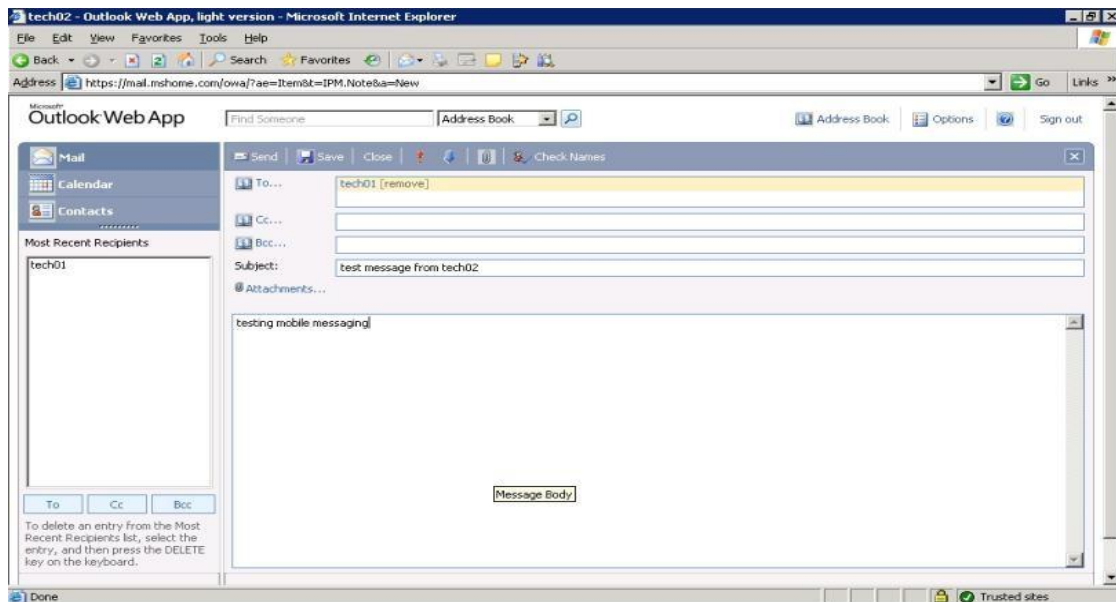 tech02 - Outlook Web App, light version - Microsoft Internet Explorer
File Edit View Favorites Tools Help
Back Search Favorites
Address https://mail.mshome.com/owa/?ae=Item&t=IPM.Note&a=New Go Links »
Microsoft
Outlook Web App Find Someone Address Book Address Book Options Sign out
Mail Send Save Close Check Names
Calendar To... tech01 [remove]
Contacts Cc...
Most Recent Recipients Bcc...
tech01 Subject: test message from tech02
Attachments...
testing mobile messaging
Message Body
To Cc Bcc
To delete an entry from the Most
Recent Recipients list, select the
entry, and then press the DELETE
key on the keyboard.
Done Trusted sites